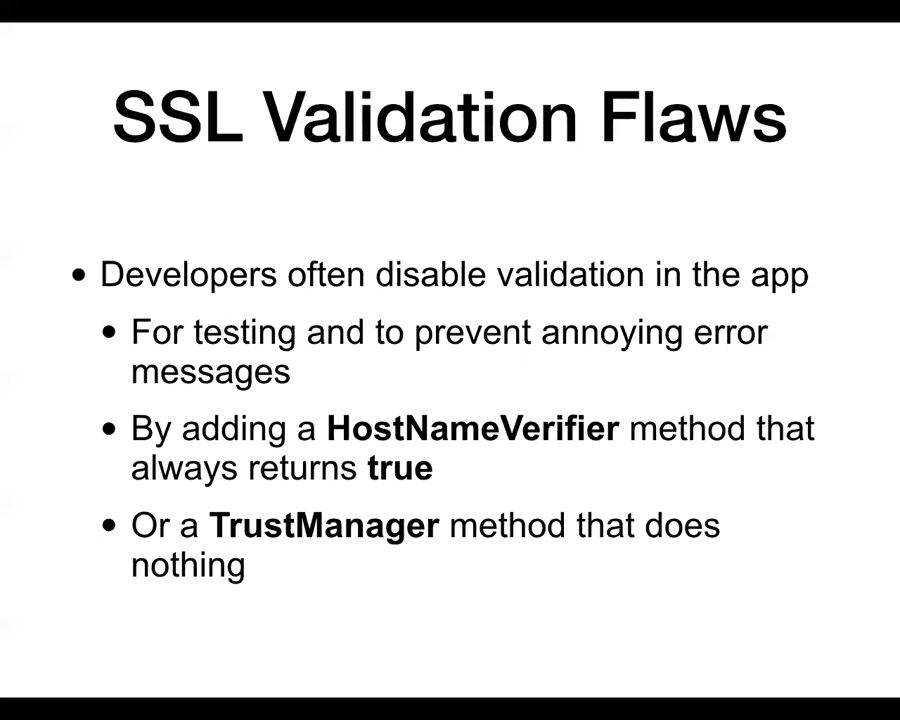 SSL Validation Flaws
• Developers often disable validation in the app
• For testing and to prevent annoying error
messages
• By adding a HostNameVerifier method that
always returns true
• Or a TrustManager method that does
nothing